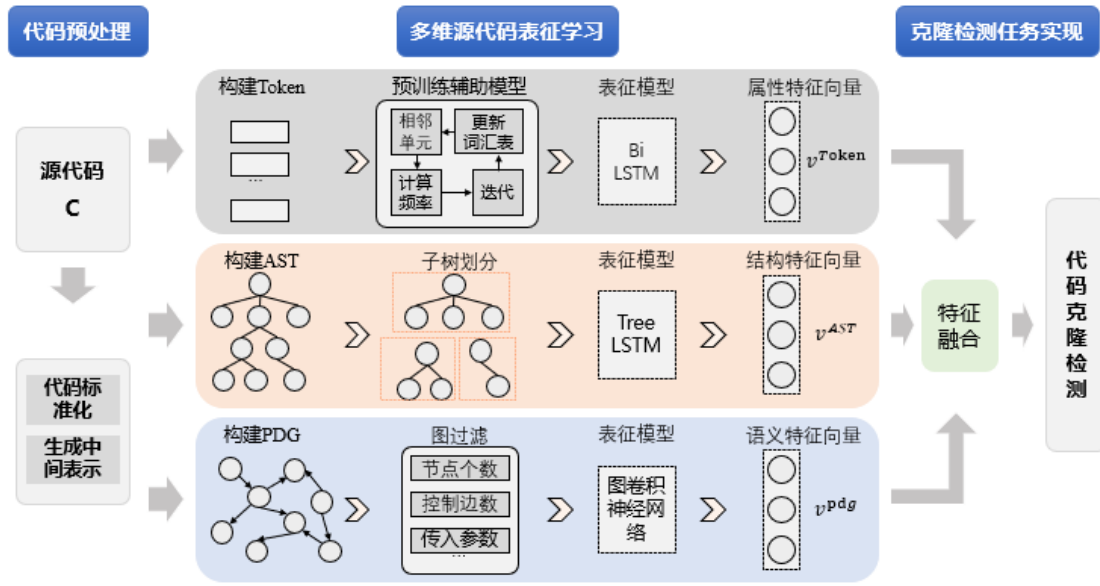 代码预处理
多维源代码表征学习
克隆检测任务实现
源代码
C
代码标
准化
生成中
间表示
构建Token
...
预训练辅助模型
相邻
单元
更新
词汇表
计算
频率
迭代
表征模型
Bi
LSTM
属性特征向量
v^Token
构建AST
子树划分
表征模型
Tree
LSTM
结构特征向量
v^AST
构建PDG
图过滤
节点个数
控制边数
传入参数
...
表征模型
图卷积
神经网
络
语义特征向量
v^pdg
特征
融合
代
码
克
隆
检
测